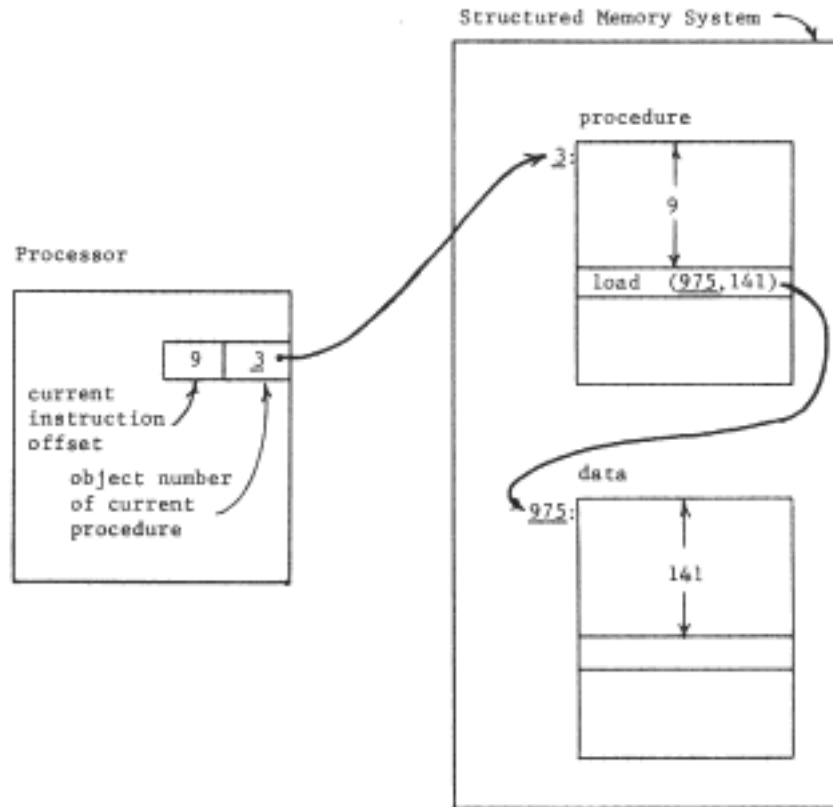 Structured Memory System
procedure
3:
9
load (975,141)
Processor
9 3
current
instruction
offset
object number
of current
procedure
data
975:
141